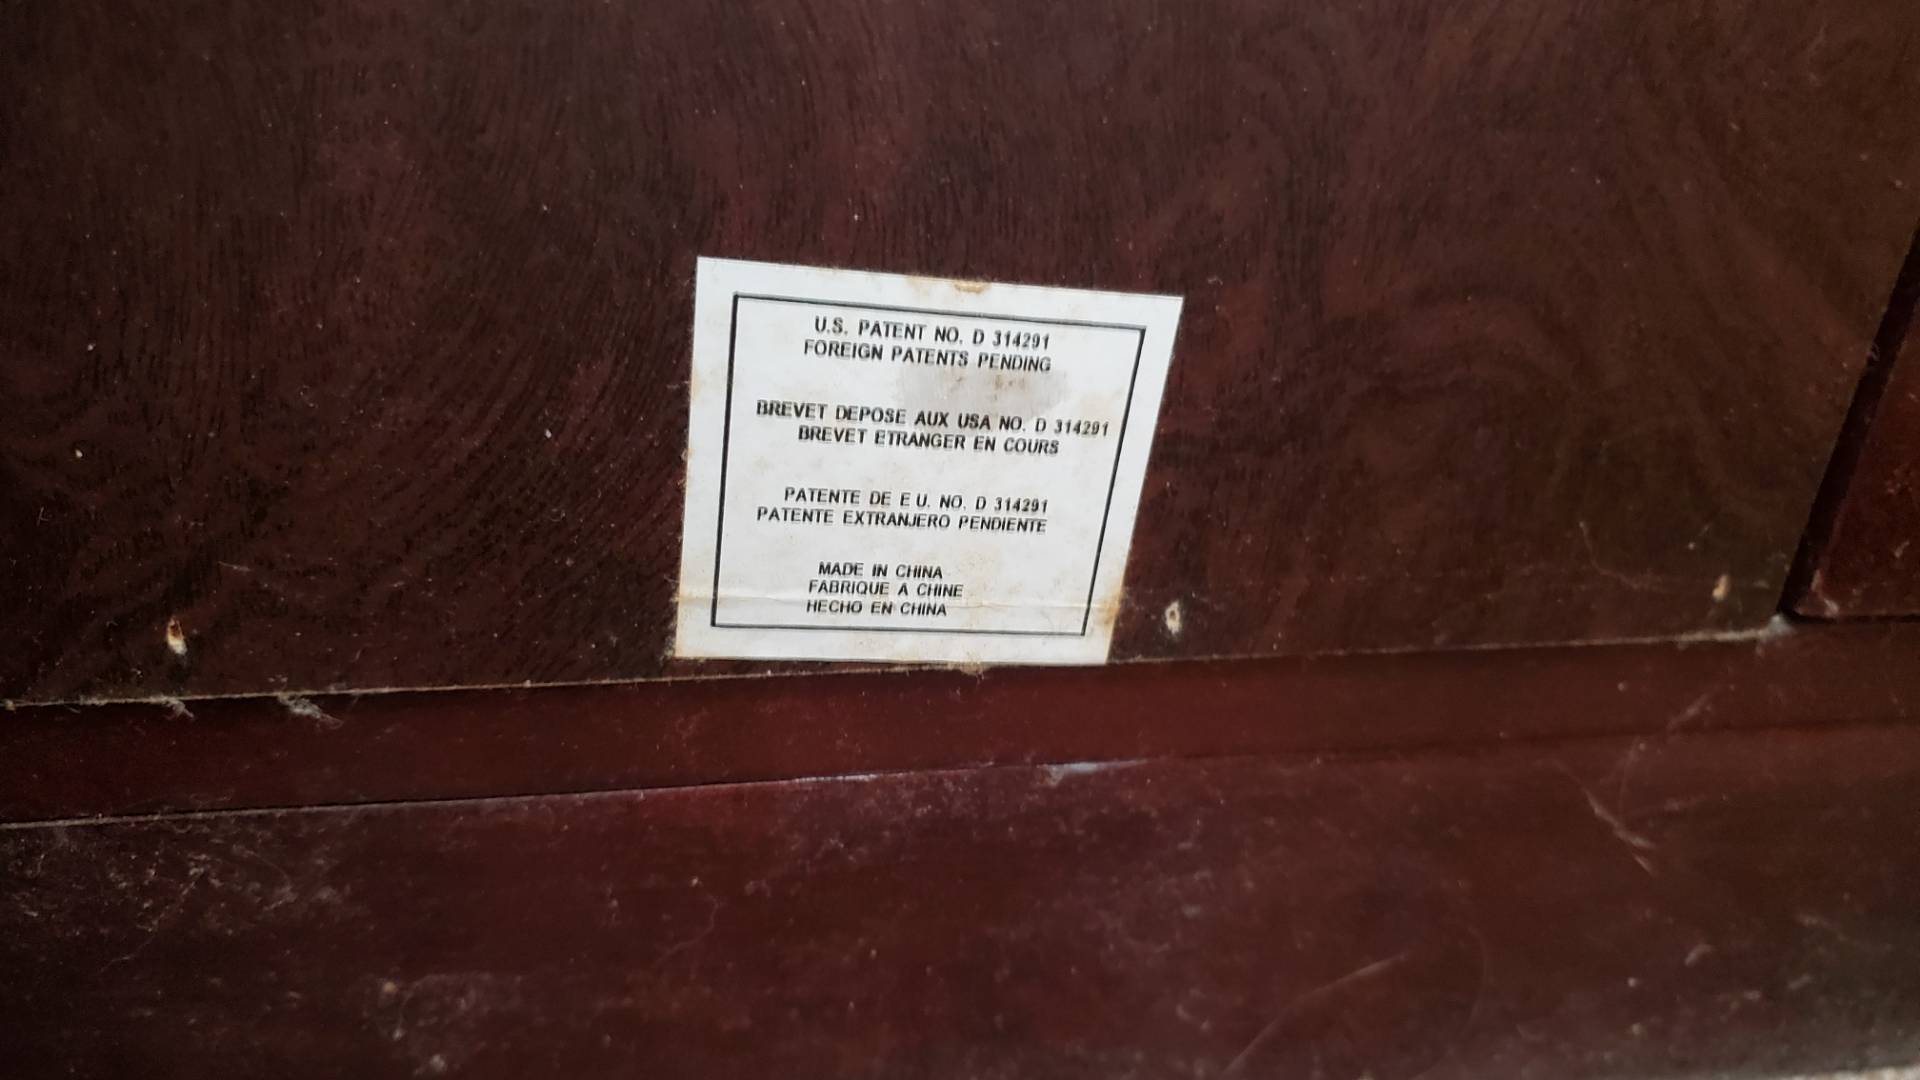 U.S. PATENT NO. D 314291
FOREIGN PATENTS PENDING
BREVET DEPOSE AUX USA NO. D 314291
BREVET ETRANGER EN COURS
PATENTE DE E U. NO. D 314291
PATENTE EXTRANJERO PENDIENTE
MADE IN CHINA
FABRIQUE A CHINE
HECHO EN CHINA